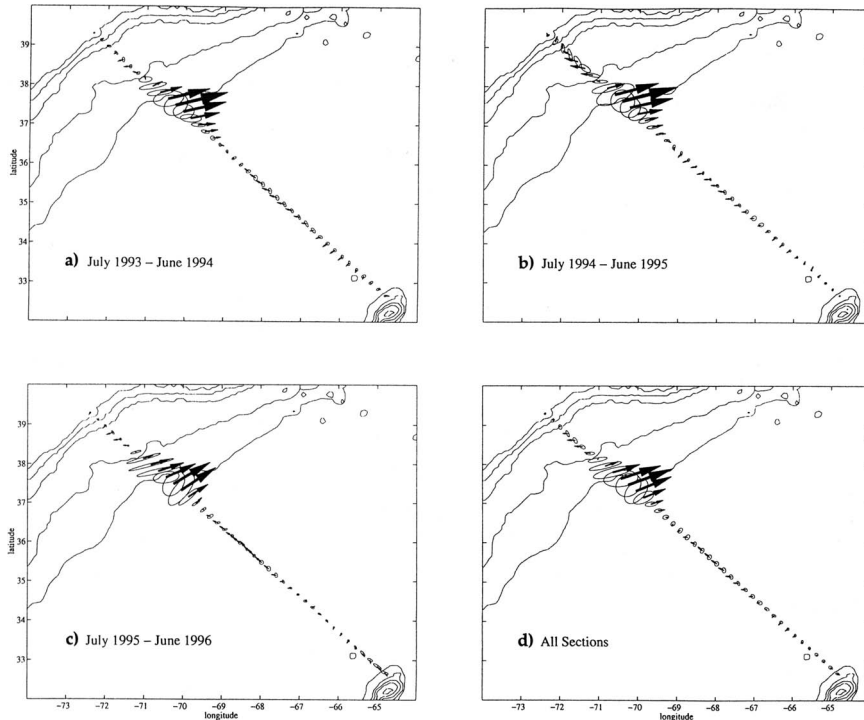 39
38
37
36
35
34
33
latitude
a) July 1993 – June 1994
b) July 1994 – June 1995
39
38
37
36
35
34
33
latitude
c) July 1995 – June 1996
-73 -72 -71 -70 -69 -68 -67 -66 -65
longitude
d) All Sections
-73 -72 -71 -70 -69 -68 -67 -66 -65
longitude